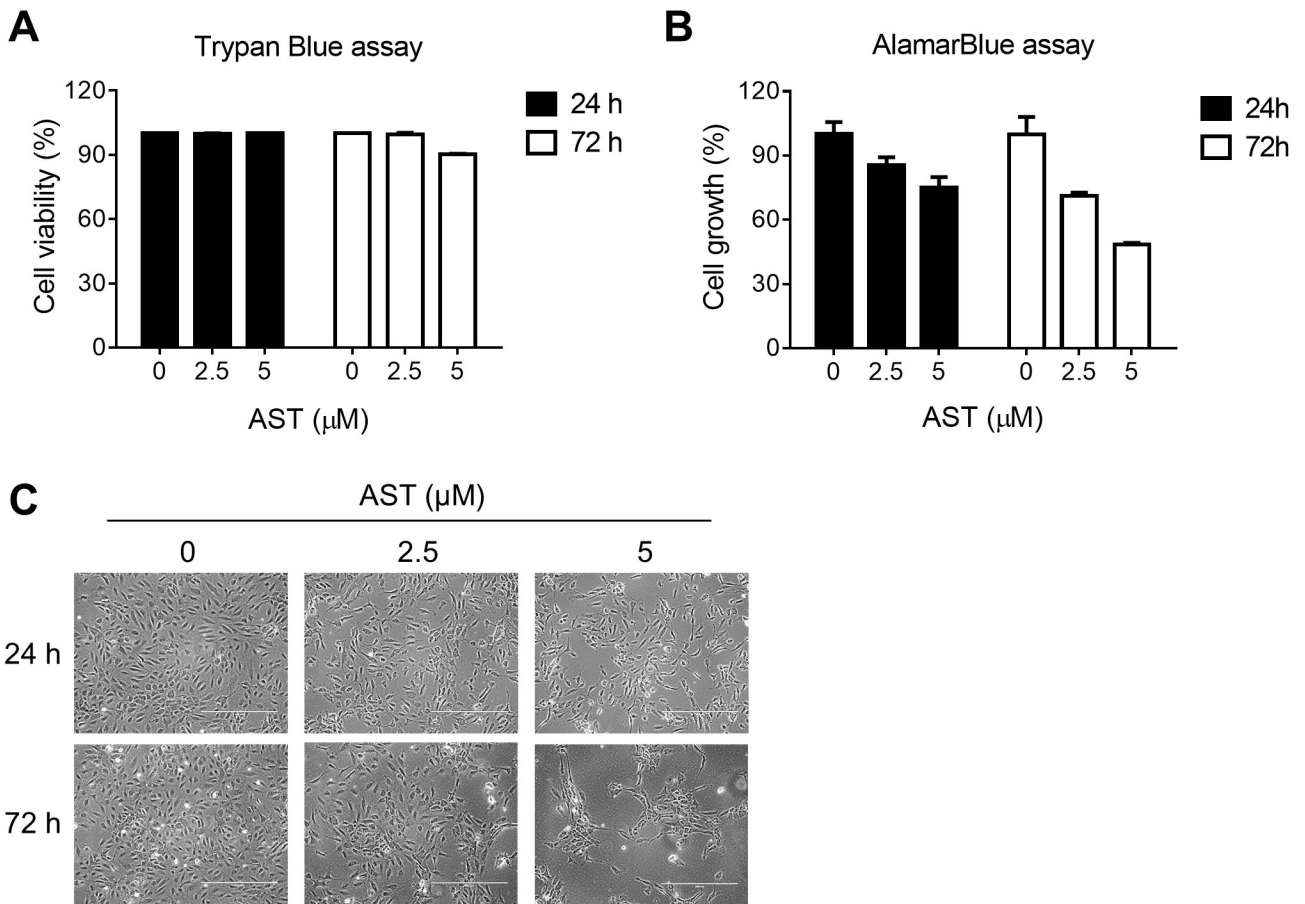 A
Trypan Blue assay
Cell viability (%)
120
90
60
30
0
0 2.5 5 0 2.5 5
AST (μM)
24 h
72 h
B
AlamarBlue assay
Cell growth (%)
120
90
60
30
0
0 2.5 5 0 2.5 5
AST (μM)
24h
72h
C
AST (μM)
0 2.5 5
24 h
72 h